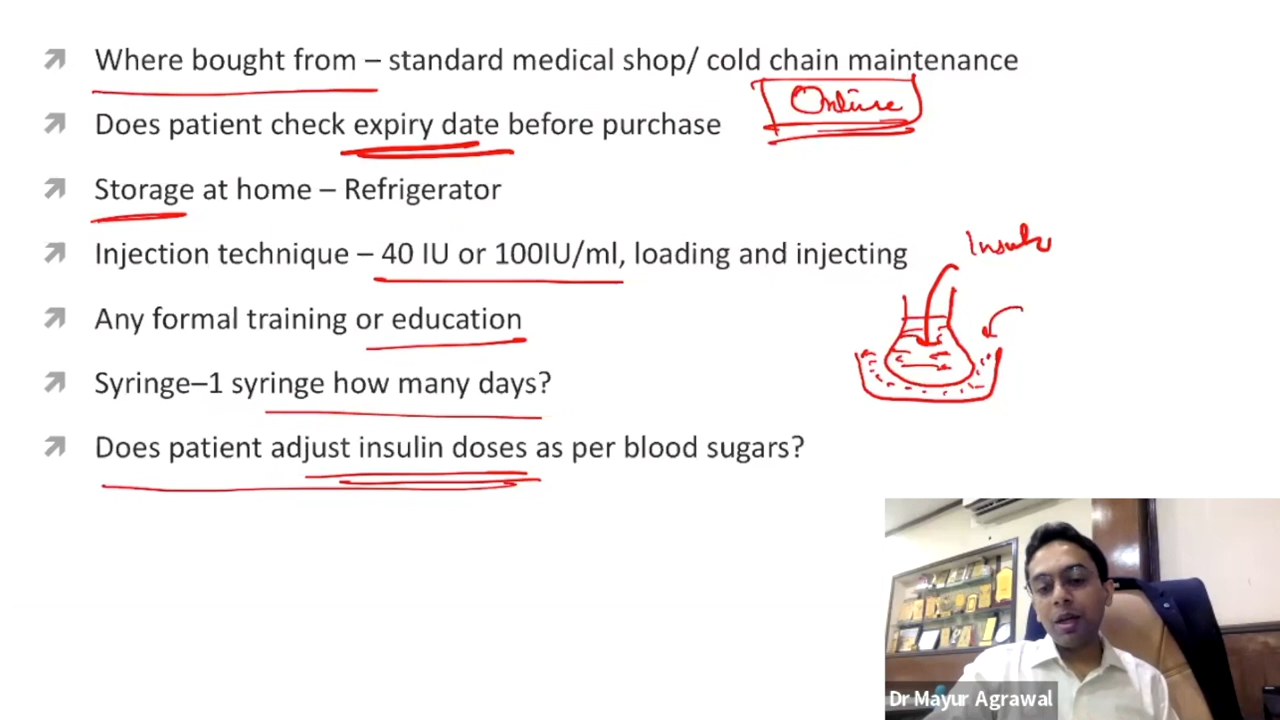 Where bought from – standard medical shop/ cold chain maintenance
Online
Does patient check expiry date before purchase
Storage at home – Refrigerator
Injection technique – 40 IU or 100IU/ml, loading and injecting
Insulin
Any formal training or education
Syringe–1 syringe how many days?
Does patient adjust insulin doses as per blood sugars?
Dr Mayur Agrawal